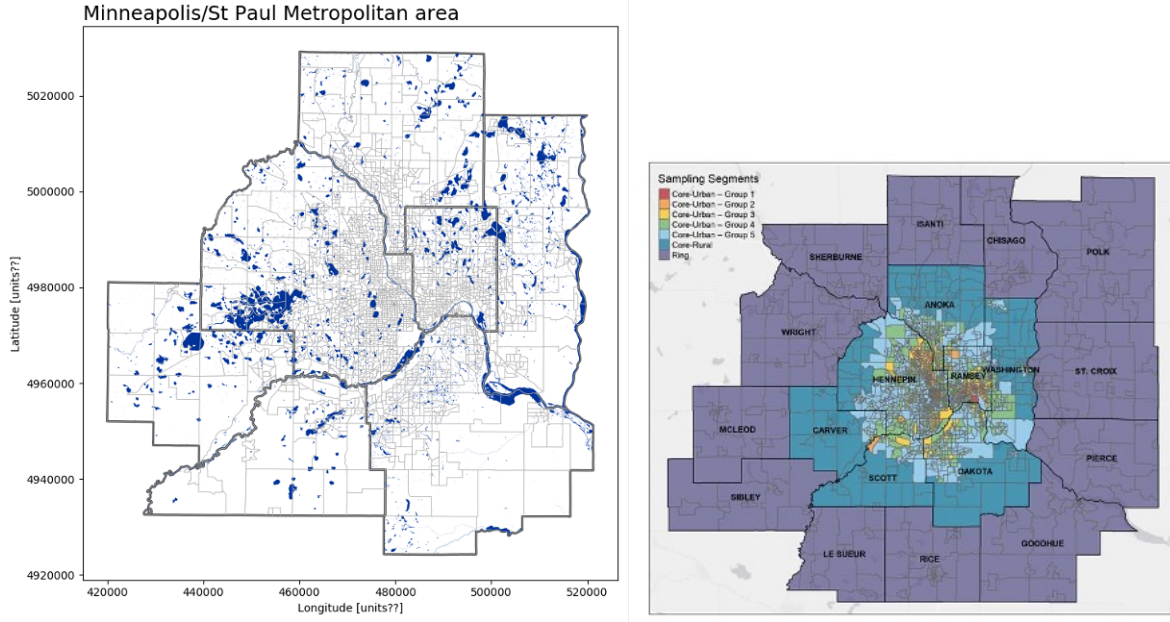 Minneapolis/St Paul Metropolitan area
5020000
5000000
4980000
4960000
4940000
4920000
Latitude [units??]
420000 440000 460000 480000 500000 520000
Longitude [units??]
Sampling Segments
Core-Urban – Group 1
Core-Urban – Group 2
Core-Urban – Group 3
Core-Urban – Group 4
Core-Urban – Group 5
Core-Rural
Ring
ISANTI
CHISAGO
POLK
SHERBURNE
ANOKA
WRIGHT
WASHINGTON
ST. CROIX
HENNEPIN
RAMSEY
MCLEOD
CARVER
PIERCE
SCOTT
DAKOTA
SIBLEY
GOODHUE
LE SUEUR
RICE